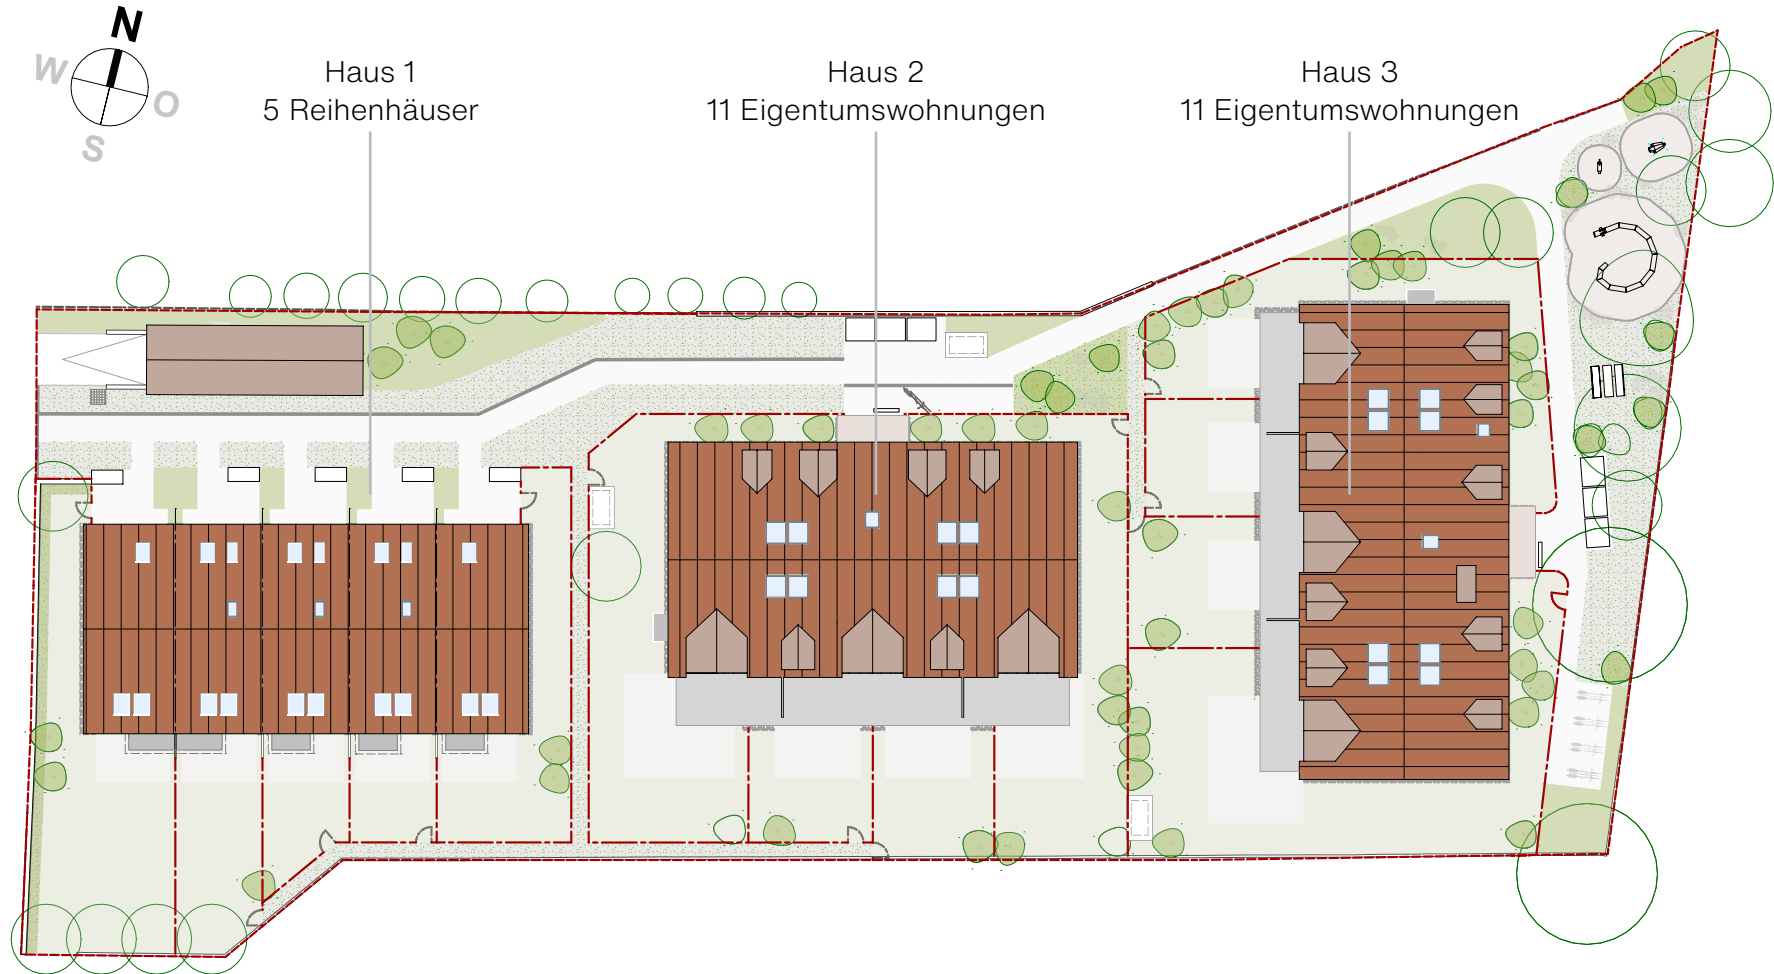 N
W
O
S
Haus 1
5 Reihenhäuser
Haus 2
11 Eigentumswohnungen
Haus 3
11 Eigentumswohnungen